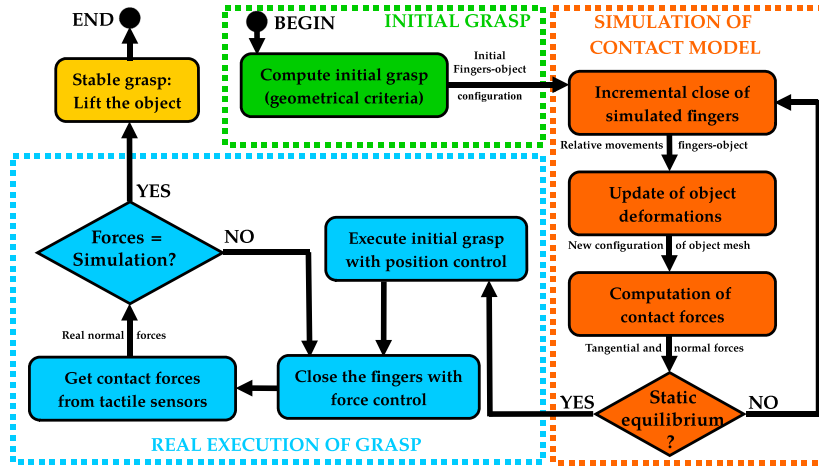 END
BEGIN
INITIAL GRASP
SIMULATION OF
CONTACT MODEL
Stable grasp:
Lift the object
Compute initial grasp
(geometrical criteria)
Initial
Fingers-object
configuration
Incremental close of
simulated fingers
Relative movements fingers-object
Update of object
deformations
New configuration of object mesh
Computation of
contact forces
Tangential and normal forces
Static
equilibrium
?
NO
YES
YES
Forces =
Simulation?
NO
Execute initial grasp
with position control
Real normal forces
Get contact forces
from tactile sensors
Close the fingers with
force control
REAL EXECUTION OF GRASP